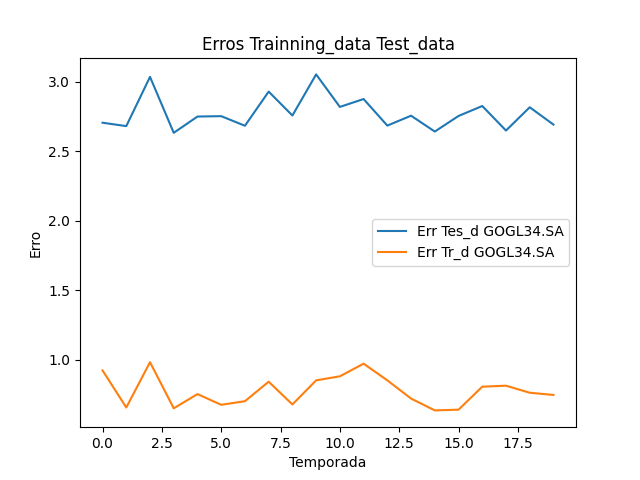 Erros Trainning_data Test_data
Erro
3.0
2.5
2.0
1.5
1.0
Err Tes_d GOGL34.SA
Err Tr_d GOGL34.SA
0.0 2.5 5.0 7.5 10.0 12.5 15.0 17.5
Temporada